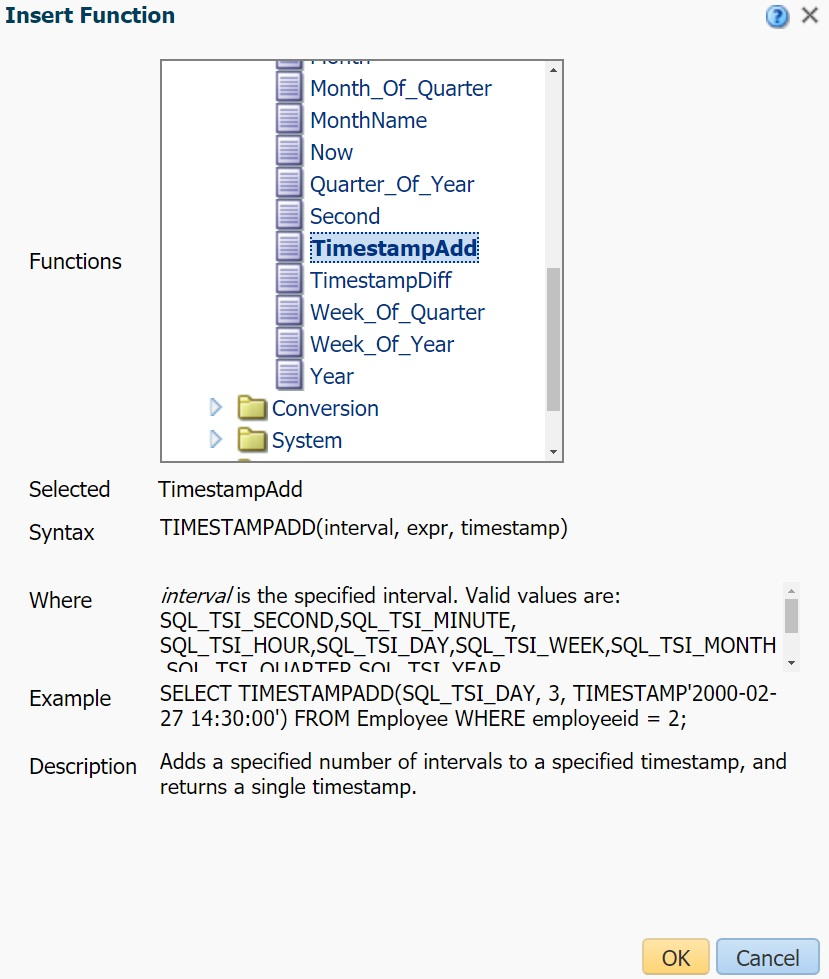 Insert Function
Month
Month_Of_Quarter
MonthName
Now
Quarter_Of_Year
Second
Functions
TimestampAdd
TimestampDiff
Week_Of_Quarter
Week_Of_Year
Year
Conversion
System
Selected TimestampAdd
Syntax TIMESTAMPADD(interval, expr, timestamp)
Where interval is the specified interval. Valid values are:
SQL_TSI_SECOND,SQL_TSI_MINUTE,
SQL_TSI_HOUR,SQL_TSI_DAY,SQL_TSI_WEEK,SQL_TSI_MONTH
,SQL_TSI_QUARTER,SQL_TSI_YEAR
Example SELECT TIMESTAMPADD(SQL_TSI_DAY, 3, TIMESTAMP'2000-02-
27 14:30:00') FROM Employee WHERE employeeid = 2;
Description Adds a specified number of intervals to a specified timestamp, and
returns a single timestamp.
OK Cancel